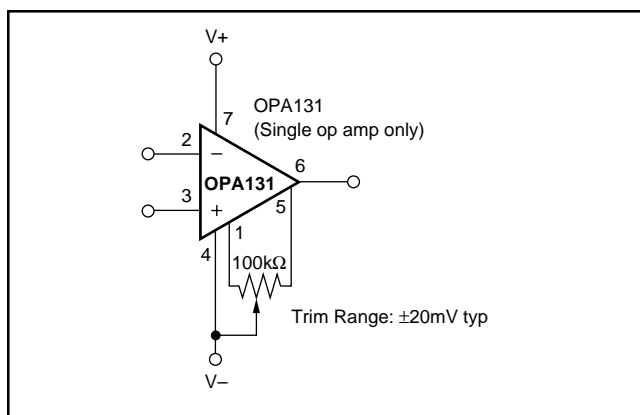 V+
7
OPA131
(Single op amp only)
2
–
6
OPA131
3
+
5
1
4
100kΩ
Trim Range: ±20mV typ
V–